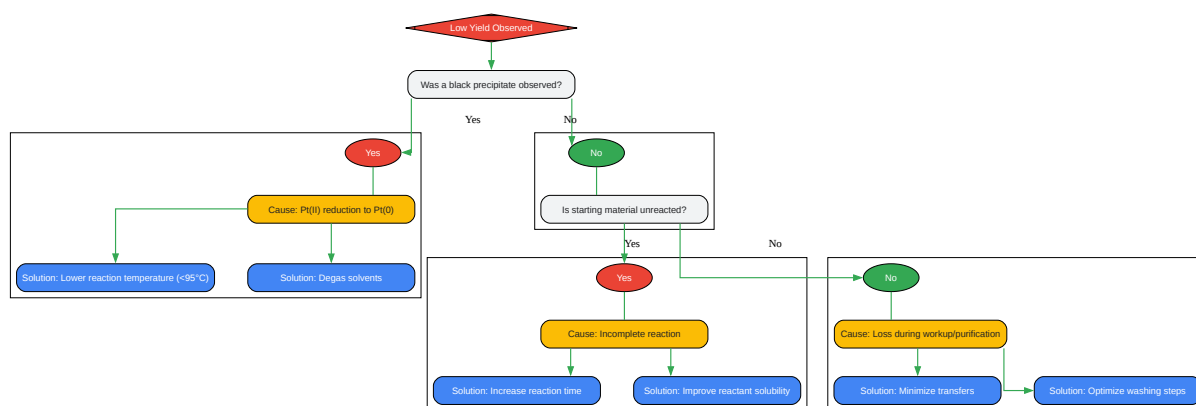 Low Yield Observed
Was a black precipitate observed?
Yes
No
Yes
No
Cause: Pt(II) reduction to Pt(0)
Is starting material unreacted?
Yes
No
Solution: Lower reaction temperature (<95°C)
Solution: Degas solvents
Yes
No
Cause: Incomplete reaction
Cause: Loss during workup/purification
Solution: Increase reaction time
Solution: Improve reactant solubility
Solution: Minimize transfers
Solution: Optimize washing steps